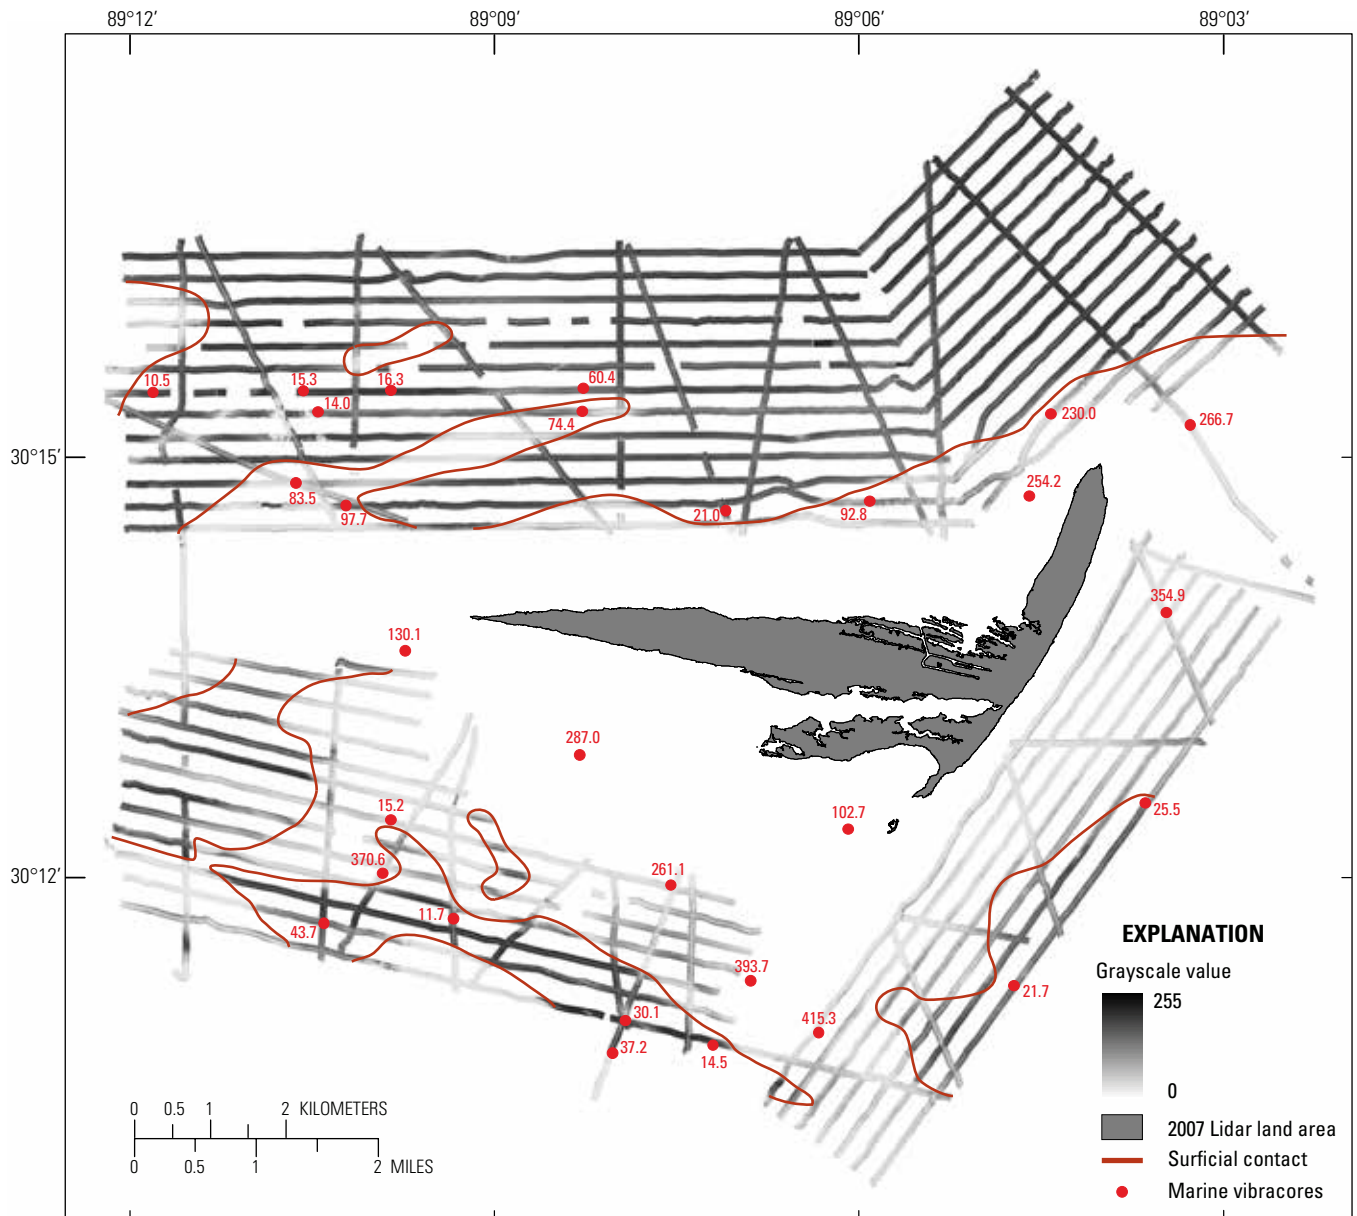 89°12′ 89°09′ 89°06′ 89°03′
10.5 15.3 16.3 60.4
14.0 74.4 230.0 266.7
30°15′
83.5 97.7 21.0 92.8 254.2
354.9
130.1
287.0
15.2 102.7 25.5
370.6 261.1
30°12′
11.7
43.7
EXPLANATION
393.7 Grayscale value
21.7 255
30.1 415.3
37.2 14.5
0
0 0.5 1 2 KILOMETERS
2007 Lidar land area
Surficial contact
0 0.5 1 2 MILES
Marine vibracores